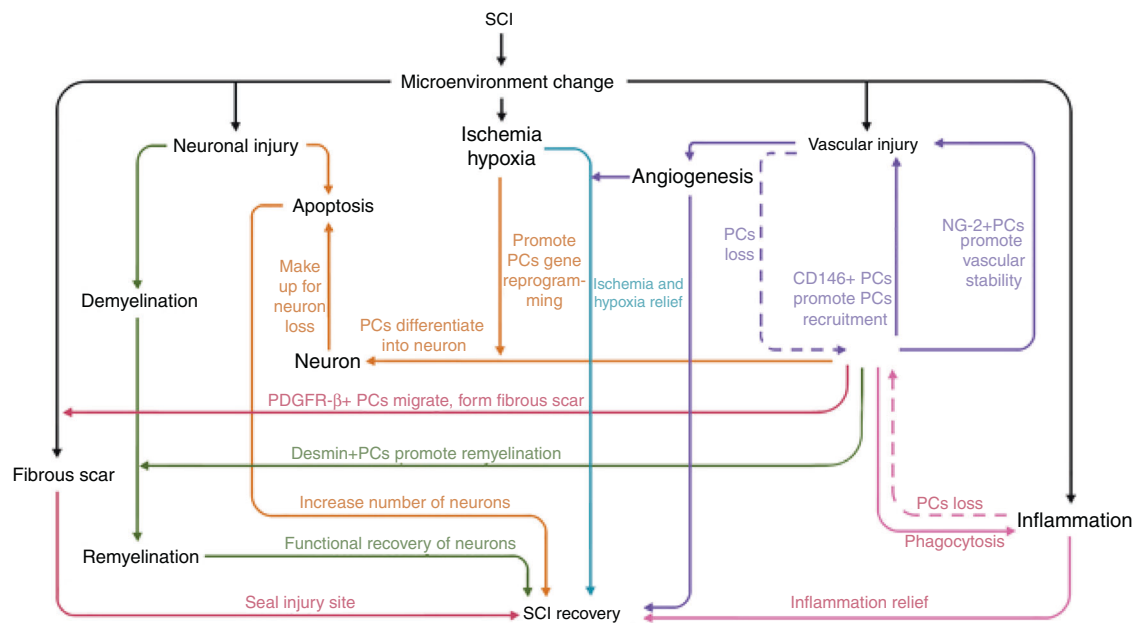 SCI
Microenvironment change
Neuronal injury
Ischemia
hypoxia
Vascular injury
Angiogenesis
Apoptosis
Promote
PCs gene
reprogram-
ming
PCs
loss
NG-2+PCs
promote
vascular
stability
Make
up for
neuron
loss
Ischemia and
hypoxia relief
CD146+ PCs
promote PCs
recruitment
Demyelination
PCs differentiate
into neuron
Neuron
PDGFR-β+ PCs migrate, form fibrous scar
Desmin+PCs promote remyelination
Fibrous scar
Increase number of neurons
PCs loss
Inflammation
Phagocytosis
Remyelination
Functional recovery of neurons
Seal injury site
SCI recovery
Inflammation relief